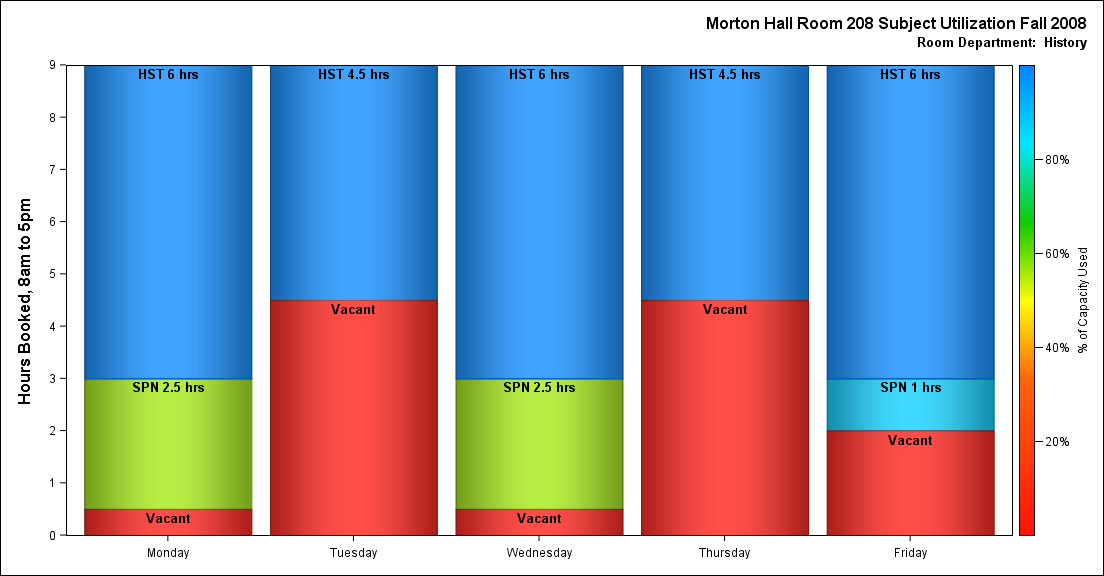 Morton Hall Room 208 Subject Utilization Fall 2008
Room Department: History
Hours Booked, 8am to 5pm
9
8
7
6
5
4
3
2
1
0
HST 6 hrs
SPN 2.5 hrs
Vacant
HST 4.5 hrs
Vacant
HST 6 hrs
SPN 2.5 hrs
Vacant
HST 4.5 hrs
Vacant
HST 6 hrs
SPN 1 hrs
Vacant
Monday
Tuesday
Wednesday
Thursday
Friday
80%
60%
40%
20%
% of Capacity Used